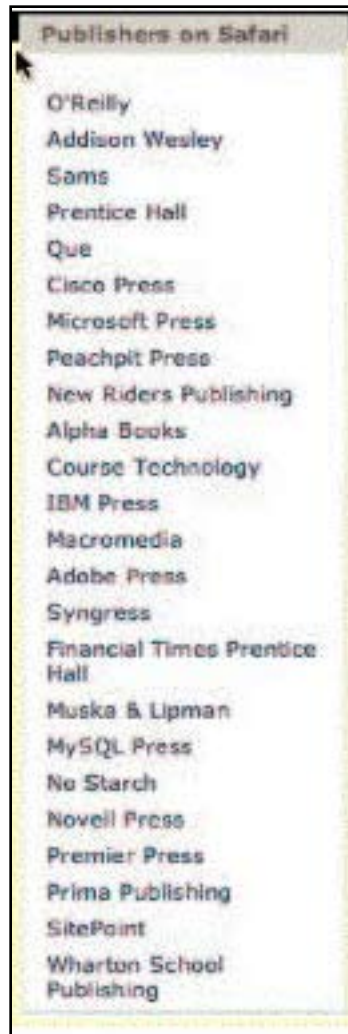 Publishers on Safari
O'Reilly
Addison Wesley
Sams
Prentice Hall
Que
Cisco Press
Microsoft Press
Peachpit Press
New Riders Publishing
Alpha Books
Course Technology
IBM Press
Macromedia
Adobe Press
Syngress
Financial Times Prentice
Hall
Muska & Lipman
MySQL Press
No Starch
Novell Press
Premier Press
Prima Publishing
SitePoint
Wharton School
Publishing